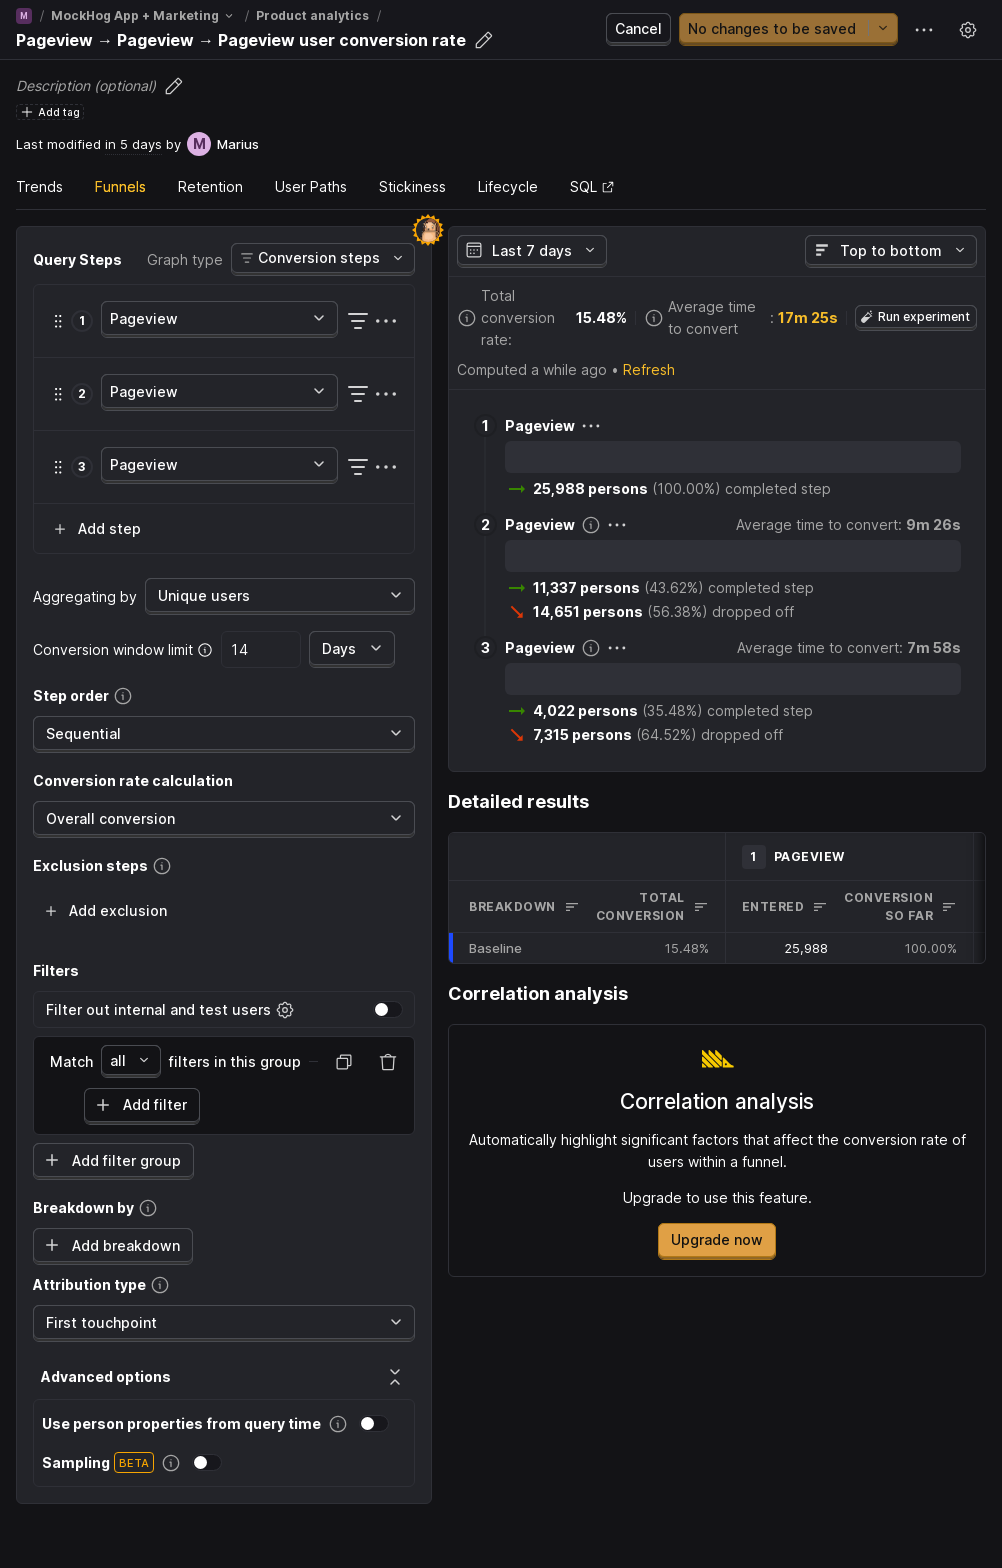 M / MockHog App + Marketing / Product analytics /
Pageview → Pageview → Pageview user conversion rate
Cancel
No changes to be saved
Description (optional)
Add tag
Last modified in 5 days by M Marius
Trends Funnels Retention User Paths Stickiness Lifecycle SQL
Query Steps Graph type Conversion steps
1 Pageview
2 Pageview
3 Pageview
Add step
Aggregating by Unique users
Conversion window limit 14 Days
Step order
Sequential
Conversion rate calculation
Overall conversion
Exclusion steps
Add exclusion
Filters
Filter out internal and test users
Match all filters in this group
Add filter
Add filter group
Breakdown by
Add breakdown
Attribution type
First touchpoint
Advanced options
Use person properties from query time
Sampling BETA
Last 7 days Top to bottom
Total
conversion
rate:
15.48%
Average time
to convert
: 17m 25s
Run experiment
Computed a while ago • Refresh
1 Pageview
25,988 persons (100.00%) completed step
2 Pageview Average time to convert: 9m 26s
11,337 persons (43.62%) completed step
14,651 persons (56.38%) dropped off
3 Pageview Average time to convert: 7m 58s
4,022 persons (35.48%) completed step
7,315 persons (64.52%) dropped off
Detailed results
1 PAGEVIEW
BREAKDOWN
TOTAL
CONVERSION
ENTERED
CONVERSION
SO FAR
Baseline 15.48% 25,988 100.00%
Correlation analysis
Correlation analysis
Automatically highlight significant factors that affect the conversion rate of
users within a funnel.
Upgrade to use this feature.
Upgrade now